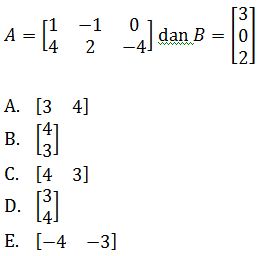 A = [1 −1 0
4 2 −4] dan B = [3
0
2]
A. [3 4]
B. [4
3]
C. [4 3]
D. [3
4]
E. [−4 −3]